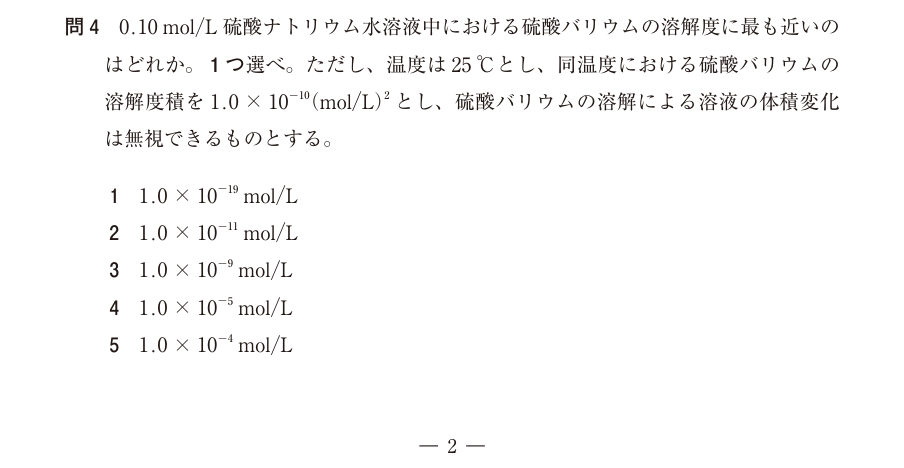 問 4 0.10 mol/L 硫酸ナトリウム水溶液中における硫酸バリウムの溶解度に最も近いの
はどれか。1つ選べ。ただし、温度は 25 ℃とし、同温度における硫酸バリウムの
溶解度積を 1.0 × 10⁻¹⁰(mol/L)² とし、硫酸バリウムの溶解による溶液の体積変化
は無視できるものとする。
1 1.0 × 10⁻¹⁹ mol/L
2 1.0 × 10⁻¹¹ mol/L
3 1.0 × 10⁻⁹ mol/L
4 1.0 × 10⁻⁵ mol/L
5 1.0 × 10⁻⁴ mol/L
— 2 —